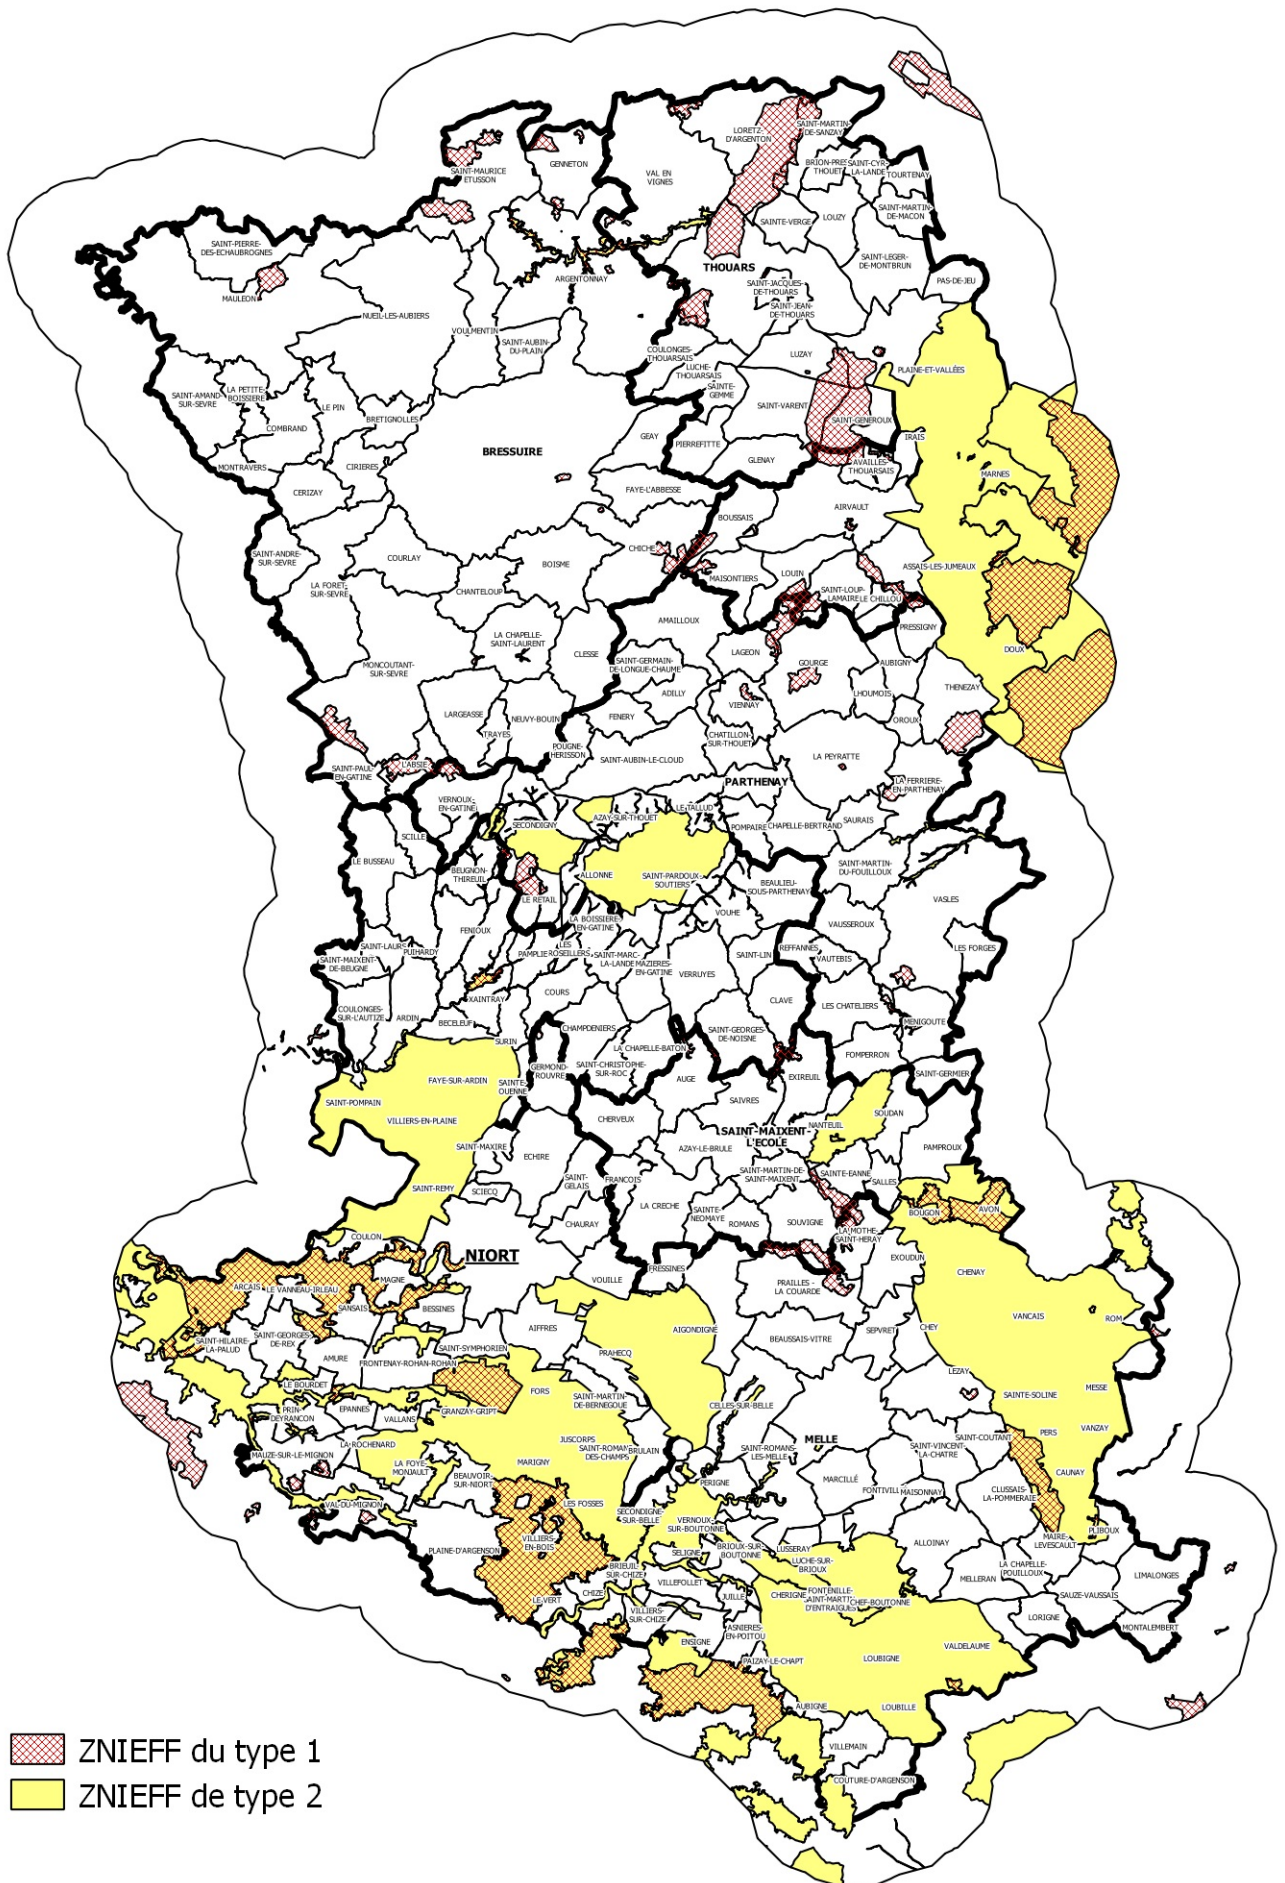 SAINT-MARTIN-
DE-SANZAY
LORETZ-
D'ARGENTON
GENNETON
SAINT-MAURICE
ETUSSON
VAL EN
VIGNES
BRION-PRES
THOUET
SAINT-CYR-
LA-LANDE
TOURTENAY
SAINT-MARTIN-
DE-MACON
SAINTE-VERGE
LOUZY
SAINT-PIERRE-
DES-ECHAUBROGNES
SAINT-LEGER-
DE-MONTBRUN
THOUARS
PAS-DE-JEU
ARGENTONNAY
SAINT-JACQUES-
DE-THOUARS
MAULEON
SAINT-JEAN-
DE-THOUARS
NUEIL-LES-AUBIERS
VOULMENTIN
SAINT-AUBIN-
DU-PLAIN
COULONGES-
THOUARSAIS
LUZAY
LUCHE-
THOUARSAIS
PLAINE-ET-VALLÉES
SAINTE-
GEMME
SAINT-AMAND-
SUR-SEVRE
LA PETITE-
BOISSIERE
LE PIN
SAINT-VARENT
BRETIGNOLLES
SAINT-GENEROUX
COMBRAND
GEAY
PIERREFITTE
IRAIS
BRESSUIRE
GLENAY
MONTRAVERS
CIRIERES
AVAILLES-
THOUARSAIS
MARNES
CERIZAY
FAYE-L'ABBESSE
AIRVAULT
BOUSSAIS
CHICHE
SAINT-ANDRE-
SUR-SEVRE
COURLAY
BOISME
ASSAIS-LES-JUMEAUX
MAISONTIERS
LOUIN
LA FORET-
SUR-SEVRE
CHANTELOUP
SAINT-LOUP-
LAMAIRE
LE CHILLOU
AMAILLOUX
PRESSIGNY
LA CHAPELLE-
SAINT-LAURENT
CLESSE
LAGEON
DOUX
SAINT-GERMAIN-
DE-LONGUE-CHAUME
GOURGE
AUBIGNY
MONCOUTANT-
SUR-SEVRE
THENEZAY
ADILLY
LHOUMOIS
VIENNAY
LARGEASSE
NEUVY-BOUIN
FENERY
OROUX
TRAYES
CHATILLON-
SUR-THOUET
POUGNE-
HERISSON
SAINT-AUBIN-LE-CLOUD
LA PEYRATTE
L'ABSIE
SAINT-PAUL-
EN-GATINE
PARTHENAY
LA FERRIERE-
EN-PARTHENAY
VERNOUX-
EN-GATINE
LE TALLUD
AZAY-SUR-THOUET
SECONDIGNY
POMPAIRE
CHAPELLE-BERTRAND
SAURAIS
SCILLE
LE BUSSEAU
SAINT-MARTIN-
DU-FOUILLOUX
BEUGNON-
THIREUIL
ALLONNE
SAINT-PARDOUX-
SOUTIERS
BEAULIEU-
SOUS-PARTHENAY
LE RETAIL
VASLES
VOUHE
LA BOISSIERE-
EN-GATINE
VAUSSEROUX
FENIOUX
SAINT-LAURS
PUIHARDY
LES FORGES
REFFANNES
PAMPLIE
LES
ROSEILLERS
SAINT-MARC-
LA-LANDE
MAZIERES-
EN-GATINE
SAINT-LIN
VAUTEBIS
SAINT-MAIXENT-
DE-BEUGNE
VERRUYES
XAINTRAY
COURS
CLAVE
LES CHATELIERS
COULONGES-
SUR-L'AUTIZE
ARDIN
BECELEUF
CHAMPDENIERS
SAINT-GEORGES-
DE-NOISNE
MENIGOUTE
SURIN
LA CHAPELLE-BATON
FOMPERRON
GERMOND-
ROUVRE
SAINT-CHRISTOPHE-
SUR-ROC
SAINT-GERMIER
FAYE-SUR-ARDIN
AUGE
EXIREUIL
SAINTE-
OUENNE
SAINT-POMPAIN
SAIVRES
SOUDAN
VILLIERS-EN-PLAINE
CHERVEUX
NANTEUIL
SAINT-MAIXENT-
L'ECOLE
SAINT-MAXIRE
AZAY-LE-BRULE
PAMPROUX
ECHIRE
SAINTE-EANNE
SAINT-MARTIN-DE-
SAINT-MAIXENT
SAINT-
GELAIS
FRANCOIS
SALLES
SAINT-REMY
SCIECQ
LA CRECHE
SAINTE-
NEOMAYE
ROMANS
SOUVIGNE
BOUGON
AVON
CHAURAY
LA MOTHE-
SAINT-HERAY
COULON
NIORT
EXOUDUN
FRESSINES
CHENAY
VOUILLE
ARCAIS
LE VANNEAU-IRLEAU
MAGNE
PRAILLES -
LA COUARDE
SANSAIS
BESSINES
VANCAIS
ROM
AIFFRES
AIGONDIGNÉ
CHEY
SEPVRET
SAINT-HILAIRE-
LA-PALUD
SAINT-GEORGES-
DE-REX
BEAUSSAIS-VITRE
SAINT-SYMPHORIEN
PRAHECQ
AMURE
FRONTENAY-ROHAN-ROHAN
LEZAY
LE BOURDET
FORS
MESSE
SAINTE-SOLINE
SAINT-MARTIN-
DE-BERNEGOUE
CELLES-SUR-BELLE
PRIN-
DEYRANCON
EPANNES
VALLANS
GRANZAY-GRIPT
VANZAY
PERS
MELLE
SAINT-COUTANT
JUSCORPS
LA ROCHENARD
SAINT-ROMAN-
DES-CHAMPS
BRULAIN
SAINT-ROMANS-
LES-MELLE
SAINT-VINCENT-
LA-CHATRE
MAUZE-SUR-LE-MIGNON
LA FOYE-
MONJAULT
MARIGNY
CAUNAY
BEAUVOIR-
SUR-NIORT
PERIGNE
MARCILLÉ
FONTIVILLIE
MAISONNAY
CLUSSAIS-
LA-POMMERAIE
VAL-DU-MIGNON
LES FOSSES
SECONDIGNE-
SUR-BELLE
VERNOUX-
SUR-BOUTONNE
PLIBOUX
MAIRE-
LEVESCAULT
VILLIERS-
EN-BOIS
PLAINE-D'ARGENSON
SELIGNE
BRIOUX-SUR-
BOUTONNE
LUSSERAY
ALLOINAY
LUCHE-SUR-
BRIOUX
BRIEUIL-
SUR-CHIZE
LA CHAPELLE-
POUILLOUX
LIMALONGES
MELLERAN
VILLEFOLLET
CHIZE
JUILLE
CHERIGNE
FONTENILLE-
SAINT-MARTIN-
D'ENTRAIGUES
CHEF-BOUTONNE
SAUZE-VAUSSAIS
LE VERT
VILLIERS-
SUR-CHIZE
LORIGNE
ASNIERES-
EN-POITOU
MONTALEMBERT
ENSIGNE
VALDELAUME
PAIZAY-LE-CHAPT
LOUBIGNE
AUBIGNE
LOUBILLE
VILLEMAIN
COUTURE-D'ARGENSON
ZNIEFF du type 1
ZNIEFF de type 2